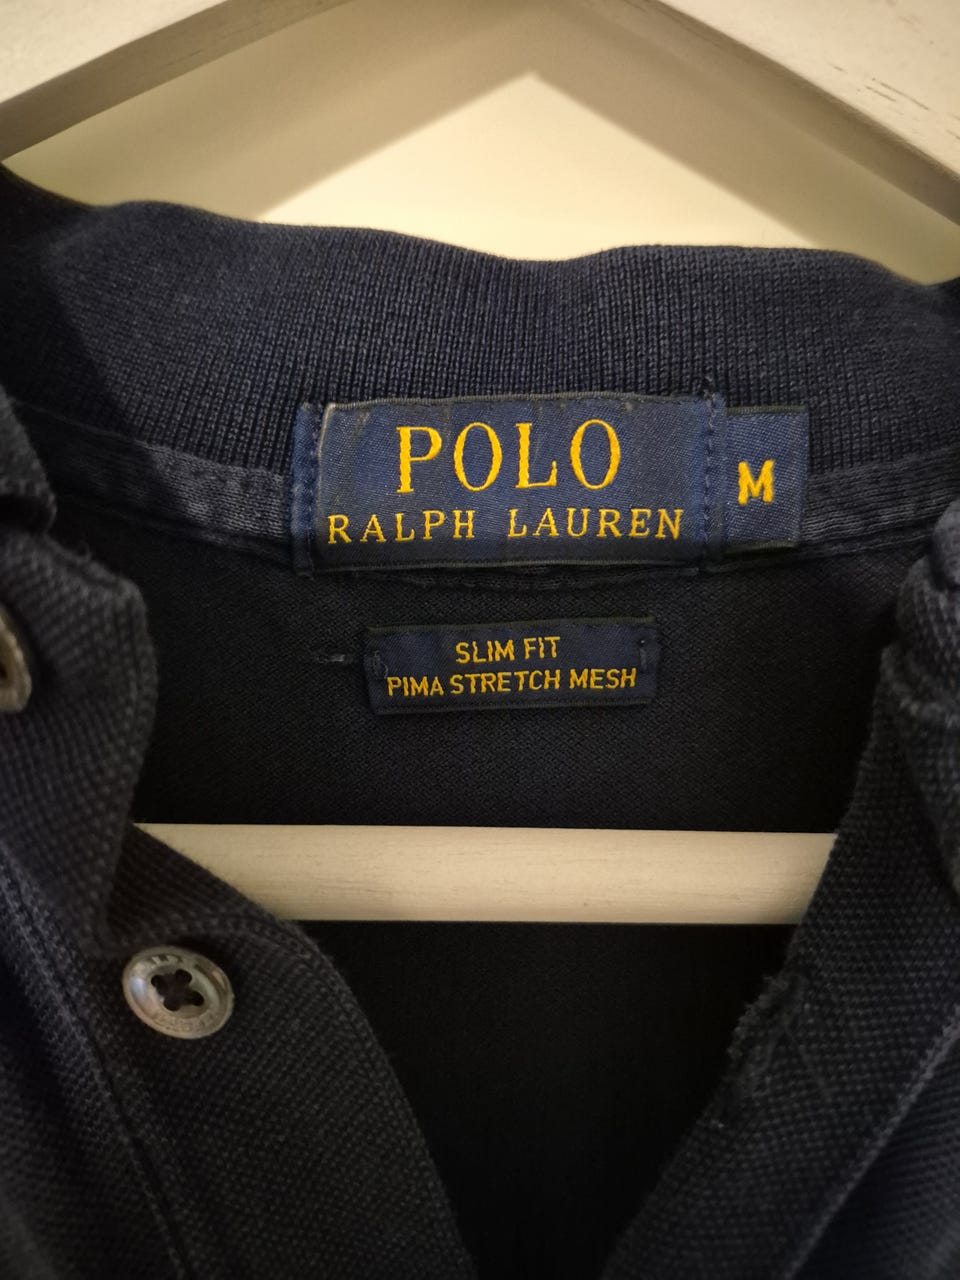 POLO
RALPH LAUREN
M
SLIM FIT
PIMA STRETCH MESH